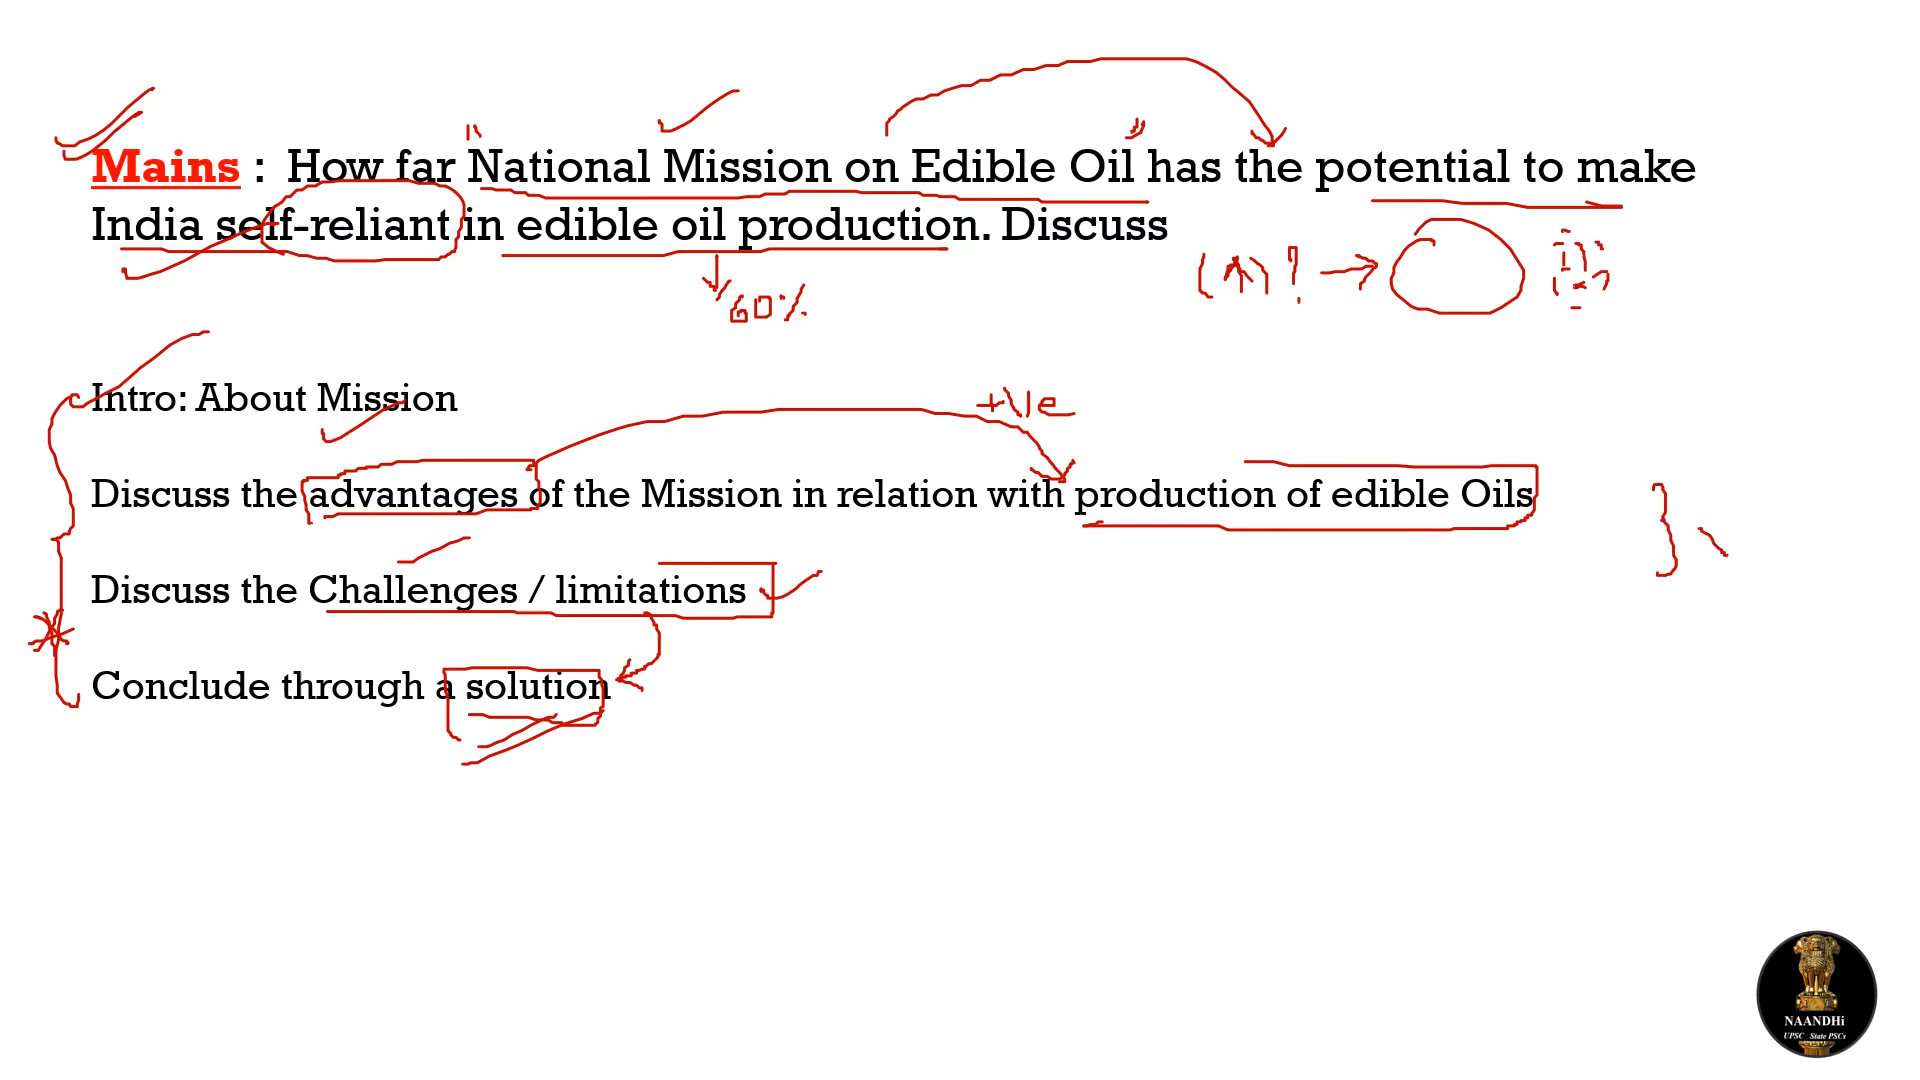 Mains : How far National Mission on Edible Oil has the potential to make
India self-reliant in edible oil production. Discuss
60%
Intro: About Mission
+ve
Discuss the advantages of the Mission in relation with production of edible Oils
Discuss the Challenges / limitations
Conclude through a solution
NAANDHi
UPSC State PSCs